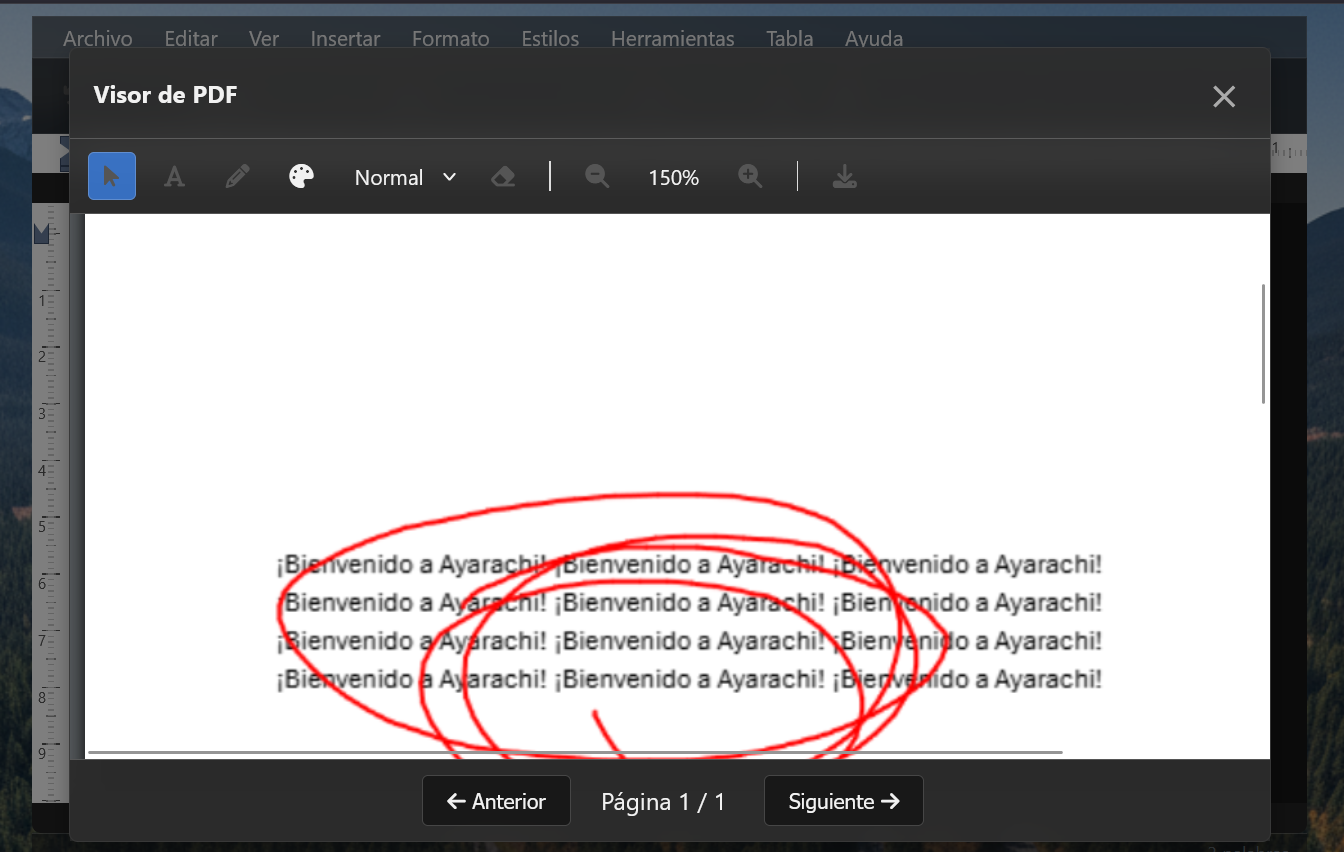 Archivo Editar Ver Insertar Formato Estilos Herramientas Tabla Ayuda
Visor de PDF
A Normal 150%
1
1
2
3
4
5
6
7
8
9
¡Bienvenido a Ayarachi! ¡Bienvenido a Ayarachi! ¡Bienvenido a Ayarachi!
¡Bienvenido a Ayarachi! ¡Bienvenido a Ayarachi! ¡Bienvenido a Ayarachi!
¡Bienvenido a Ayarachi! ¡Bienvenido a Ayarachi! ¡Bienvenido a Ayarachi!
¡Bienvenido a Ayarachi! ¡Bienvenido a Ayarachi! ¡Bienvenido a Ayarachi!
← Anterior Página 1 / 1 Siguiente →